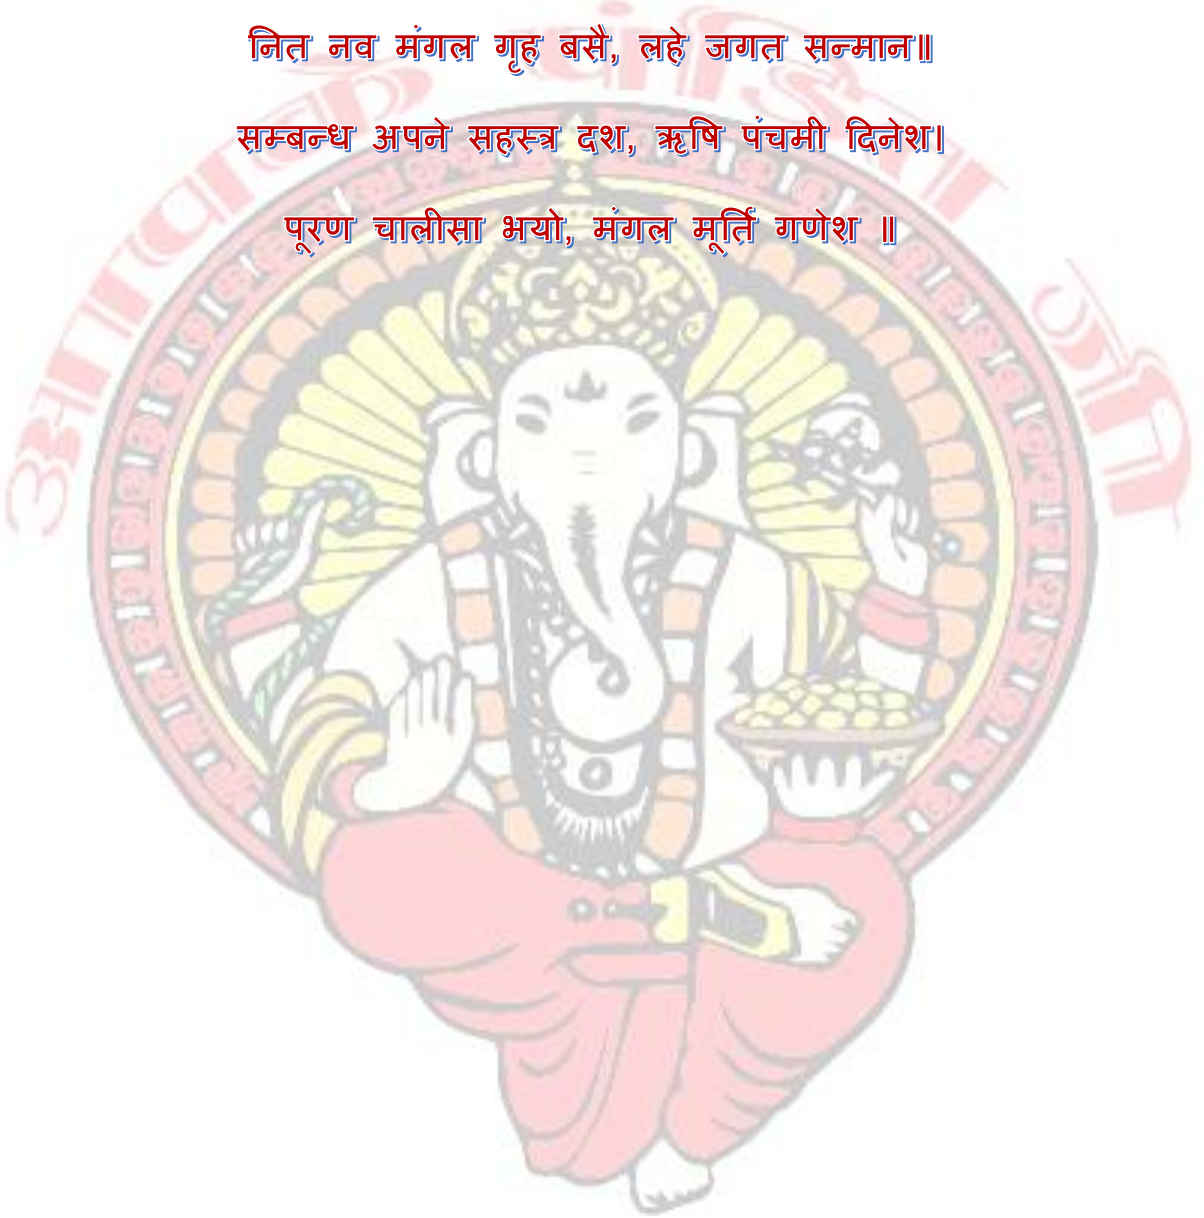 नित नव मंगल गृह बसै, लहे जगत सन्मान॥
सम्बन्ध अपने सहस्त्र दश, ऋषि पंचमी दिनेश।
पूरण चालीसा भयो, मंगल मूर्ति गणेश ॥